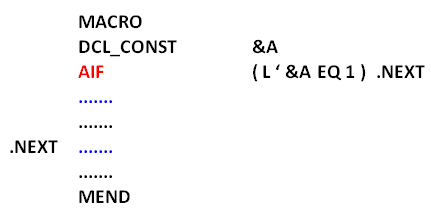 MACRO
DCL_CONST &A
AIF ( L ‘ &A EQ 1 ) .NEXT
.......
.......
.NEXT .......
.......
MEND